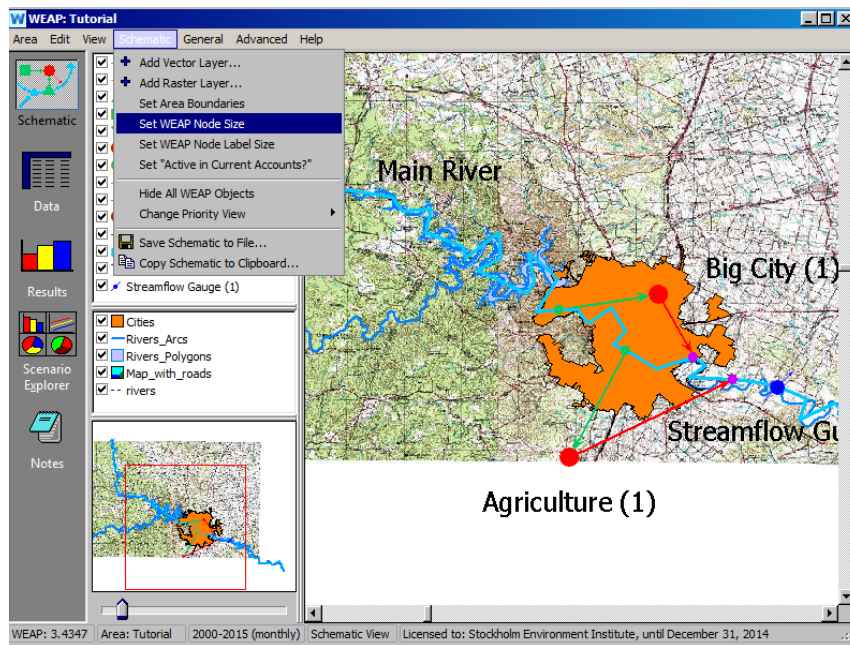 WEAP: Tutorial
Area Edit View Schematic General Advanced Help
Add Vector Layer...
Add Raster Layer...
Set Area Boundaries
Set WEAP Node Size
Set WEAP Node Label Size
Set "Active in Current Accounts?"
Hide All WEAP Objects
Change Priority View
Save Schematic to File...
Copy Schematic to Clipboard...
Streamflow Gauge (1)
Cities
Rivers_Arcs
Rivers_Polygons
Map_with_roads
rivers
Schematic
Data
Results
Scenario
Explorer
Notes
Main River
Big City (1)
Streamflow Gu
Agriculture (1)
WEAP: 3.4347 Area: Tutorial 2000-2015 (monthly) Schematic View Licensed to: Stockholm Environment Institute, until December 31, 2014